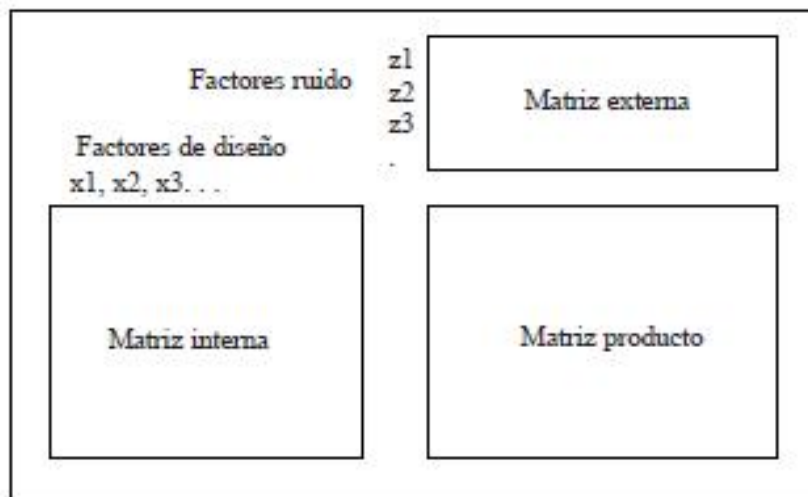 Factores ruido
z1
z2
z3
.
Matriz externa
Factores de diseño
x1, x2, x3. . .
Matriz interna
Matriz producto